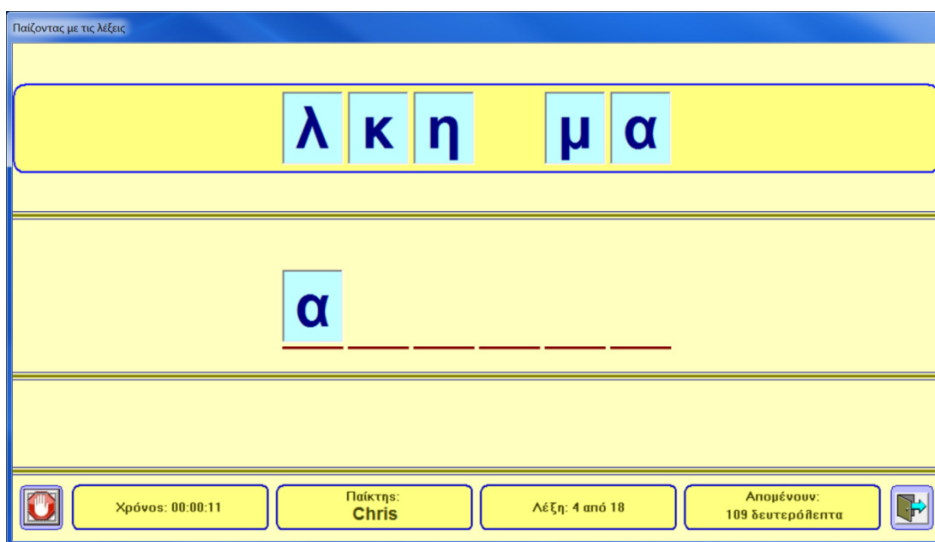 Παίζοντας με τις λέξεις
λ κ η μ α
α
Χρόνος: 00:00:11
Παίκτης:
Chris
Λέξη: 4 από 18
Απομένουν:
109 δευτερόλεπτα